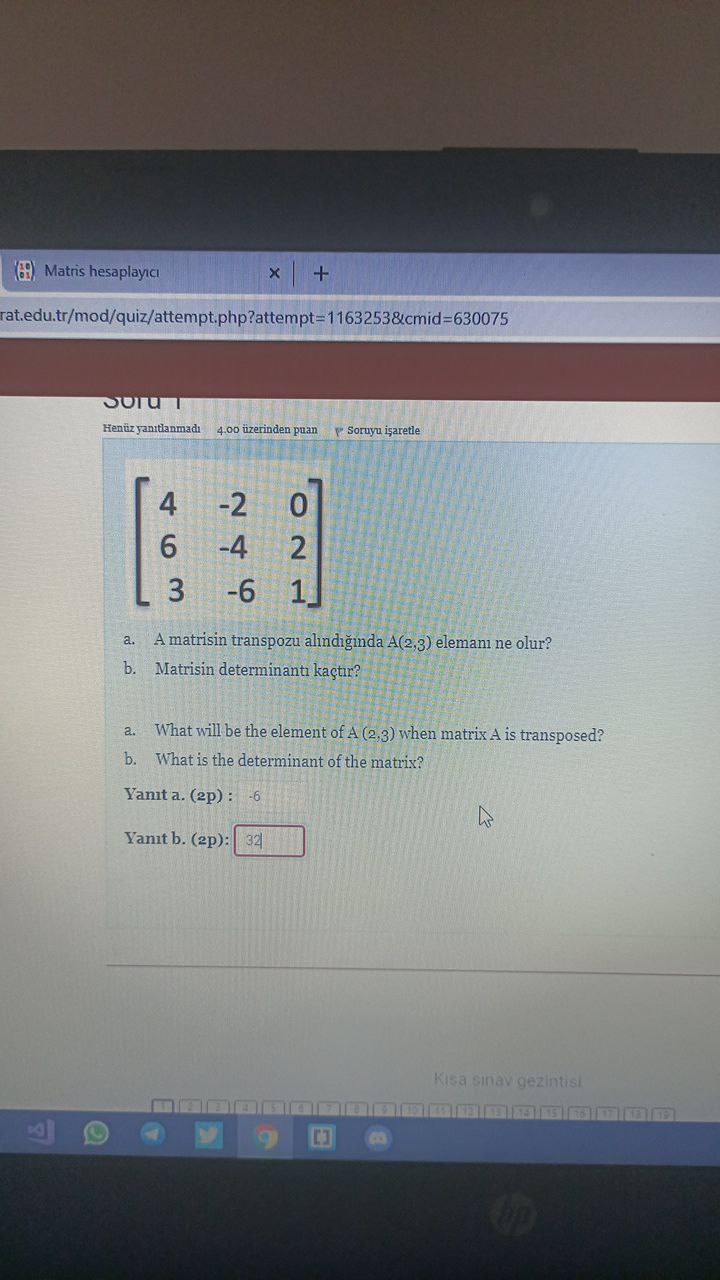 Matris hesaplayıcı
rat.edu.tr/mod/quiz/attempt.php?attempt=1163253&cmid=630075
Soru 1
Henüz yanıtlanmadı 4.00 üzerinden puan Soruyu işaretle
4 -2 0
6 -4 2
3 -6 1
a. A matrisin transpozu alındığında A(2,3) elemanı ne olur?
b. Matrisin determinantı kaçtır?
a. What will be the element of A (2,3) when matrix A is transposed?
b. What is the determinant of the matrix?
Yanıt a. (2p) : -6
Yanıt b. (2p): 32
Kısa sınav gezintisi
1 2 3 4 5 6 7 8 9 10 11 12 13 14 15 16 17 18 19
hp